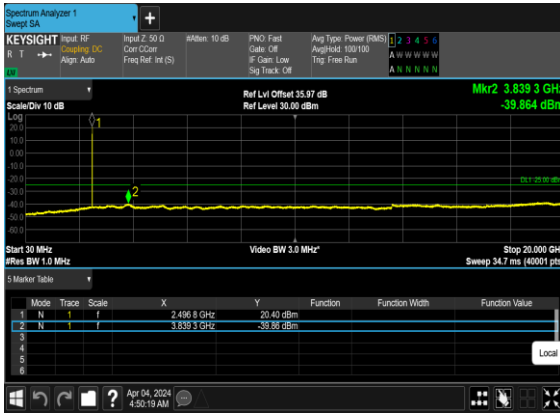 Spectrum Analyzer 1
Swept SA
KEYSIGHT
R T
LW
Input: RF
Coupling: DC
Align: Auto
Input Z: 50 Ω
Corr CCorr
Freq Ref: Int (S)
#Atten: 10 dB
PNO: Fast
Gate: Off
IF Gain: Low
Sig Track: Off
Avg Type: Power (RMS)
Avg|Hold: 100/100
Trig: Free Run
1 2 3 4 5 6
A W W W W W
A N N N N N
1 Spectrum
Scale/Div 10 dB
Ref Lvl Offset 35.97 dB
Ref Level 30.00 dBm
Mkr2 3.839 3 GHz
-39.864 dBm
Log
20.0
10.0
0.00
-10.0
-20.0
-30.0
-40.0
-50.0
-60.0
1
2
DL1 -25.00 dBm
Start 30 MHz
#Res BW 1.0 MHz
Video BW 3.0 MHz*
Stop 20.000 GHz
Sweep 34.7 ms (40001 pts)
5 Marker Table
Mode Trace Scale X Y Function Function Width Function Value
1 N 1 f 2.496 8 GHz 20.40 dBm
2 N 1 f 3.839 3 GHz -39.86 dBm
3
4
5
6
Local
?
Apr 04, 2024
4:50:19 AM